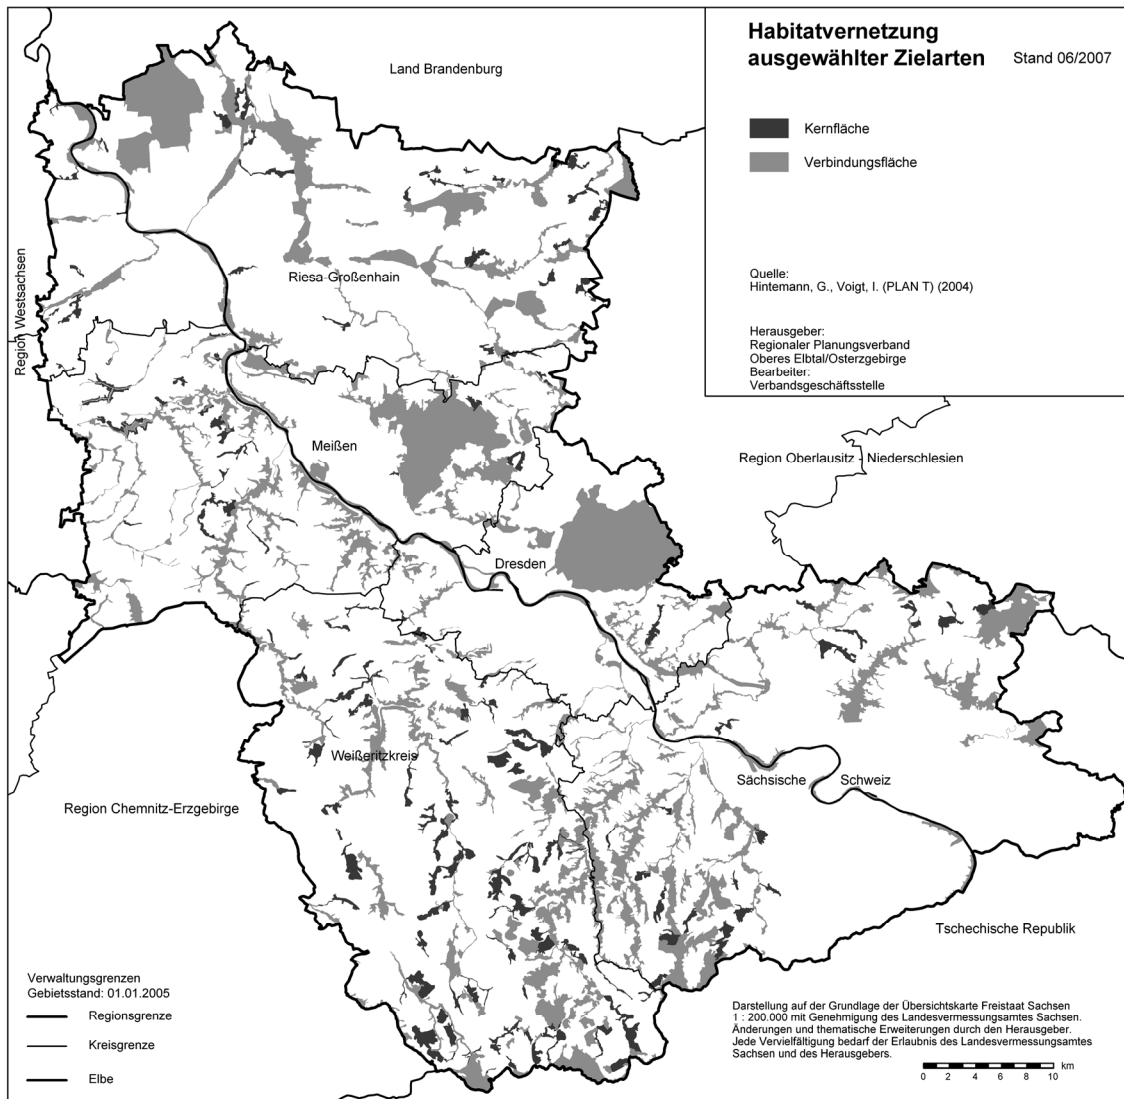 Habitatvernetzung
ausgewählter Zielarten
Stand 06/2007
Kernfläche
Verbindungsfläche
Quelle:
Hintemann, G., Voigt, I. (PLAN T) (2004)
Herausgeber:
Regionaler Planungsverband
Oberes Elbtal/Osterzgebirge
Bearbeiter:
Verbandsgeschäftsstelle
Land Brandenburg
Region Westsachsen
Riesa-Großenhain
Meißen
Region Oberlausitz - Niederschlesien
Dresden
Weißeritzkreis
Sächsische Schweiz
Region Chemnitz-Erzgebirge
Tschechische Republik
Verwaltungsgrenzen
Gebietsstand: 01.01.2005
Regionsgrenze
Kreisgrenze
Elbe
Darstellung auf der Grundlage der Übersichtskarte Freistaat Sachsen
1 : 200.000 mit Genehmigung des Landesvermessungsamtes Sachsen.
Änderungen und thematische Erweiterungen durch den Herausgeber.
Jede Vervielfältigung bedarf der Erlaubnis des Landesvermessungsamtes
Sachsen und des Herausgebers.
km
0 2 4 6 8 10